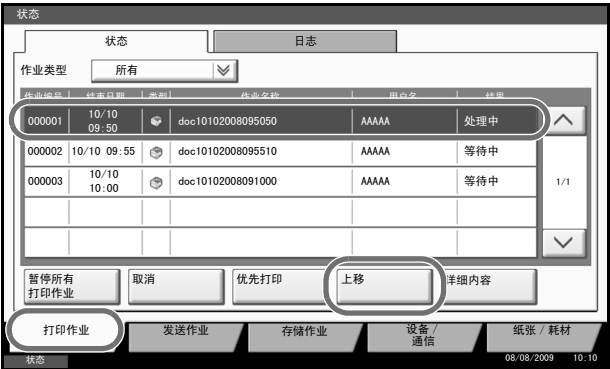 状态
状态 日志
作业类型 所有
作业编号 结束日期 类型 作业名称 用户名 结果
000001 10/10 09:50 doc10102008095050 AAAAA 处理中
000002 10/10 09:55 doc10102008095510 AAAAA 等待中
000003 10/10 10:00 doc10102008091000 AAAAA 等待中
1/1
暂停所有 打印作业 取消 优先打印 上移 详细内容
打印作业 发送作业 存储作业 设备 / 通信 纸张 / 耗材
状态 08/08/2009 10:10